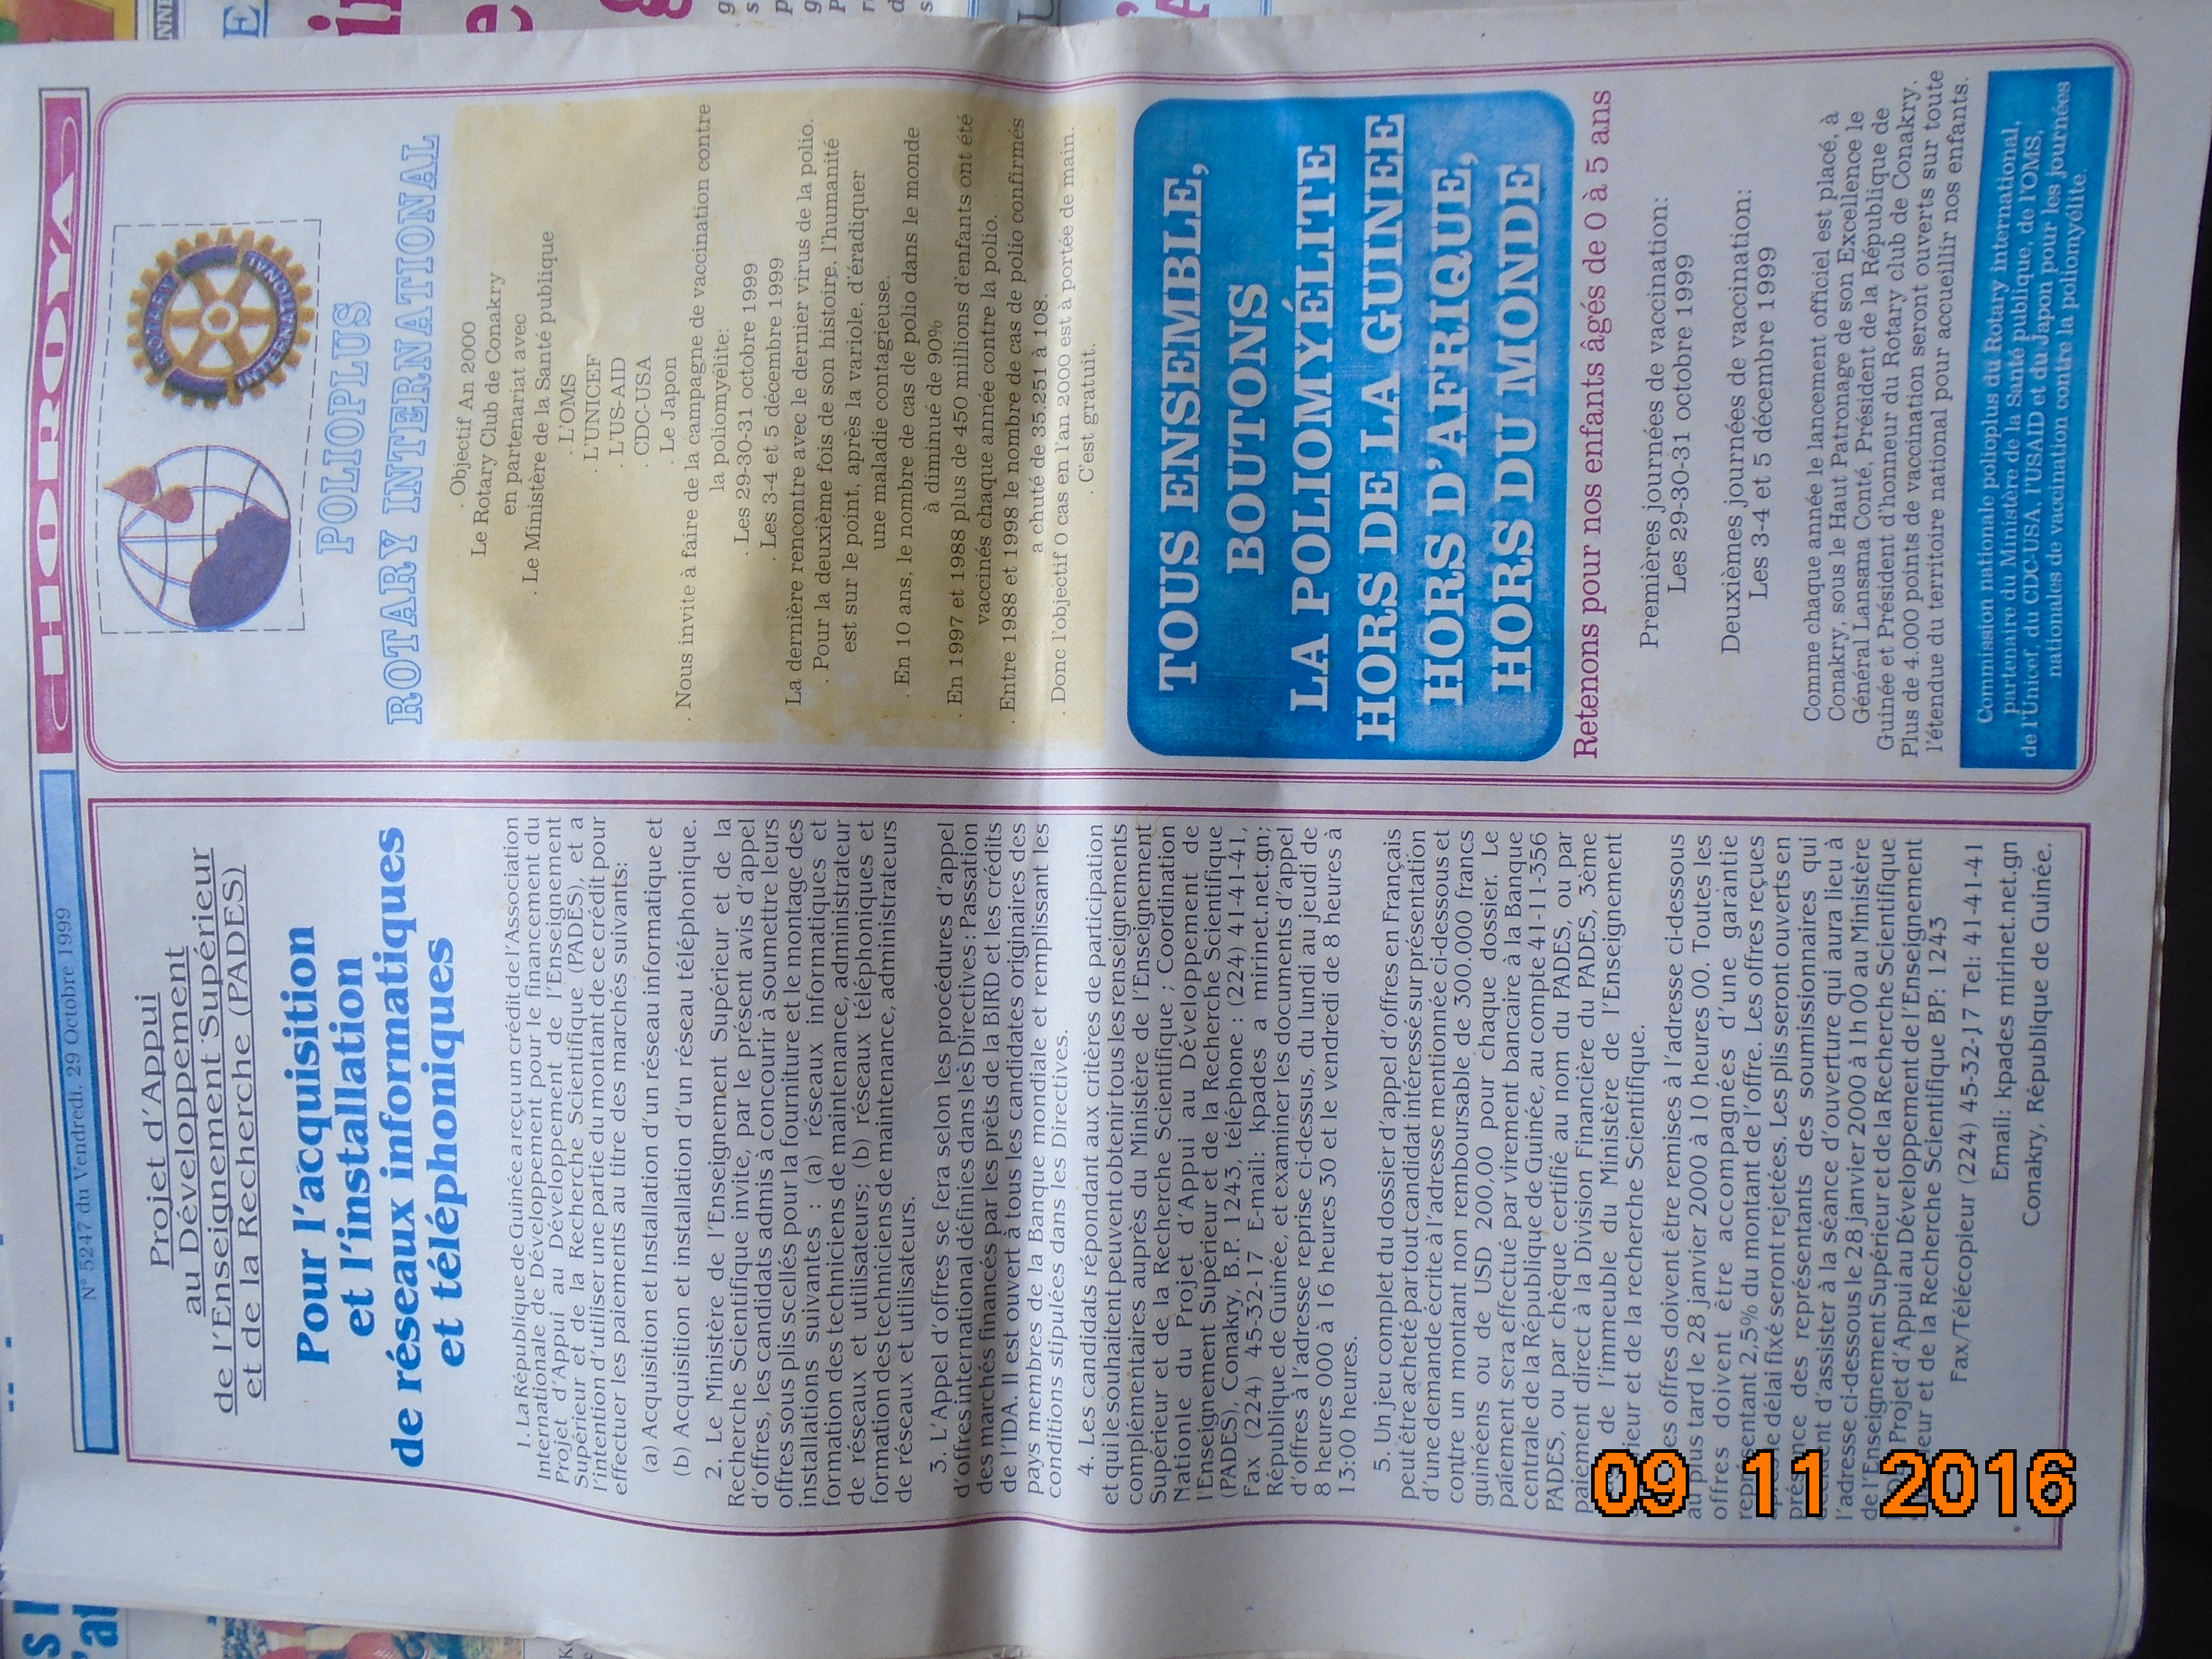 N° 5247 du Vendredi, 29 Octobre 1999
HOROYA
Projet d'Appui
au Développement
de l'Enseignement Supérieur
et de la Recherche (PADES)
Pour l'acquisition
et l'installation
de réseaux informatiques
et téléphoniques
1. La République de Guinée a reçu un crédit de l'Association
Internationale de Développement pour le financement du
Projet d'Appui au Développement de l'Enseignement
Supérieur et de la Recherche Scientifique (PADES), et a
l'intention d'utiliser une partie du montant de ce crédit pour
effectuer les paiements au titre des marchés suivants:
(a) Acquisition et Installation d'un réseau informatique et
(b) Acquisition et installation d'un réseau téléphonique.
2. Le Ministère de l'Enseignement Supérieur et de la
Recherche Scientifique invite, par le présent avis d'appel
d'offres, les candidats admis à concourir à soumettre leurs
offres sous plis scellés pour la fourniture et le montage des
installations suivantes : (a) réseaux informatiques et
formation des techniciens de maintenance, administrateur
de réseaux et utilisateurs; (b) réseaux téléphoniques et
formation des techniciens de maintenance, administrateurs
de réseaux et utilisateurs.
3. L'Appel d'offres se fera selon les procédures d'appel
d'offres international définies dans les Directives : Passation
des marchés financés par les prêts de la BIRD et les crédits
de l'IDA. Il est ouvert à tous les candidats originaires des
pays membres de la Banque mondiale et remplissant les
conditions stipulées dans les Directives.
4. Les candidats répondant aux critères de participation
et qui le souhaitent peuvent obtenir tous les renseignements
complémentaires auprès du Ministère de l'Enseignement
Supérieur et de la Recherche Scientifique ; Coordination
Nationle du Projet d'Appui au Développement de
l'Enseignement Supérieur et de la Recherche Scientifique
(PADES), Conakry, B.P. 1243, téléphone : (224) 41-41-41,
Fax (224) 45-32-17 E-mail: kpades a mirinet.net.gn;
République de Guinée, et examiner les documents d'appel
d'offres à l'adresse reprise ci-dessus, du lundi au jeudi de
8 heures 000 à 16 heures 30 et le vendredi de 8 heures à
13:00 heures.
5. Un jeu complet du dossier d'appel d'offres en Français
peut être acheté par tout candidat intéressé sur présentation
d'une demande écrite à l'adresse mentionnée ci-dessous et
contre un montant non remboursable de 300.000 francs
guinéens ou de USD 200,00 pour chaque dossier. Le
paiement sera effectué par virement bancaire à la Banque
centrale de la République de Guinée, au compte 41-11-356
PADES, ou par chèque certifié au nom du PADES, ou par
paiement direct à la Division Financière du PADES, 3ème
de l'immeuble du Ministère de l'Enseignement
et de la recherche Scientifique.
offres doivent être remises à l'adresse ci-dessous
au plus tard le 28 janvier 2000 à 10 heures 00. Toutes les
offres doivent être accompagnées d'une garantie
représentant 2,5% du montant de l'offre. Les offres reçues
le délai fixé seront rejetées. Les plis seront ouverts en
présence des représentants des soumissionnaires qui
d'assister à la séance d'ouverture qui aura lieu à
l'adresse ci-dessous le 28 janvier 2000 à 1h 00 au Ministère
de l'Enseignement Supérieur et de la Recherche Scientifique
Projet d'Appui au Développement de l'Enseignement
et de la Recherche Scientifique BP: 1243
Fax/Télécopieur (224) 45-32-17 Tel: 41-41-41
Email: kpades mirinet.net.gn
Conakry, République de Guinée.
ROTARY INTERNATIONAL
POLIOPLUS
ROTARY INTERNATIONAL
. Objectif An 2000
Le Rotary Club de Conakry
en partenariat avec
. Le Ministère de la Santé publique
. L'OMS
. L'UNICEF
. L'US-AID
. CDC-USA
. Le Japon
. Nous invite à faire de la campagne de vaccination contre
la poliomyélite:
. Les 29-30-31 octobre 1999
. Les 3-4 et 5 décembre 1999
La dernière rencontre avec le dernier virus de la polio.
. Pour la deuxième fois de son histoire, l'humanité
est sur le point, après la variole, d'éradiquer
une maladie contagieuse.
. En 10 ans, le nombre de cas de polio dans le monde
à diminué de 90%
. En 1997 et 1988 plus de 450 millions d'enfants ont été
vaccinés chaque année contre la polio.
. Entre 1988 et 1998 le nombre de cas de polio confirmés
a chuté de 35.251 à 108.
. Donc l'objectif 0 cas en l'an 2000 est à portée de main.
. C'est gratuit.
TOUS ENSEMBLE,
BOUTONS
LA POLIOMYÉLITE
HORS DE LA GUINEE
HORS D'AFRIQUE,
HORS DU MONDE
Retenons pour nos enfants âgés de 0 à 5 ans
Premières journées de vaccination:
Les 29-30-31 octobre 1999
Deuxièmes journées de vaccination:
Les 3-4 et 5 décembre 1999
Comme chaque année le lancement officiel est placé, à
Conakry, sous le Haut Patronage de son Excellence le
Général Lansana Conté, Président de la République de
Guinée et Président d'honneur du Rotary club de Conakry.
Plus de 4.000 points de vaccination seront ouverts sur toute
l'étendue du territoire national pour accueillir nos enfants.
Commission nationale polioplus du Rotary international,
partenaire du Ministère de la Santé publique, de l'OMS,
de l'Unicef, du CDC-USA, l'USAID et du Japon pour les journées
nationales de vaccination contre la poliomyélite.
09 11 2016